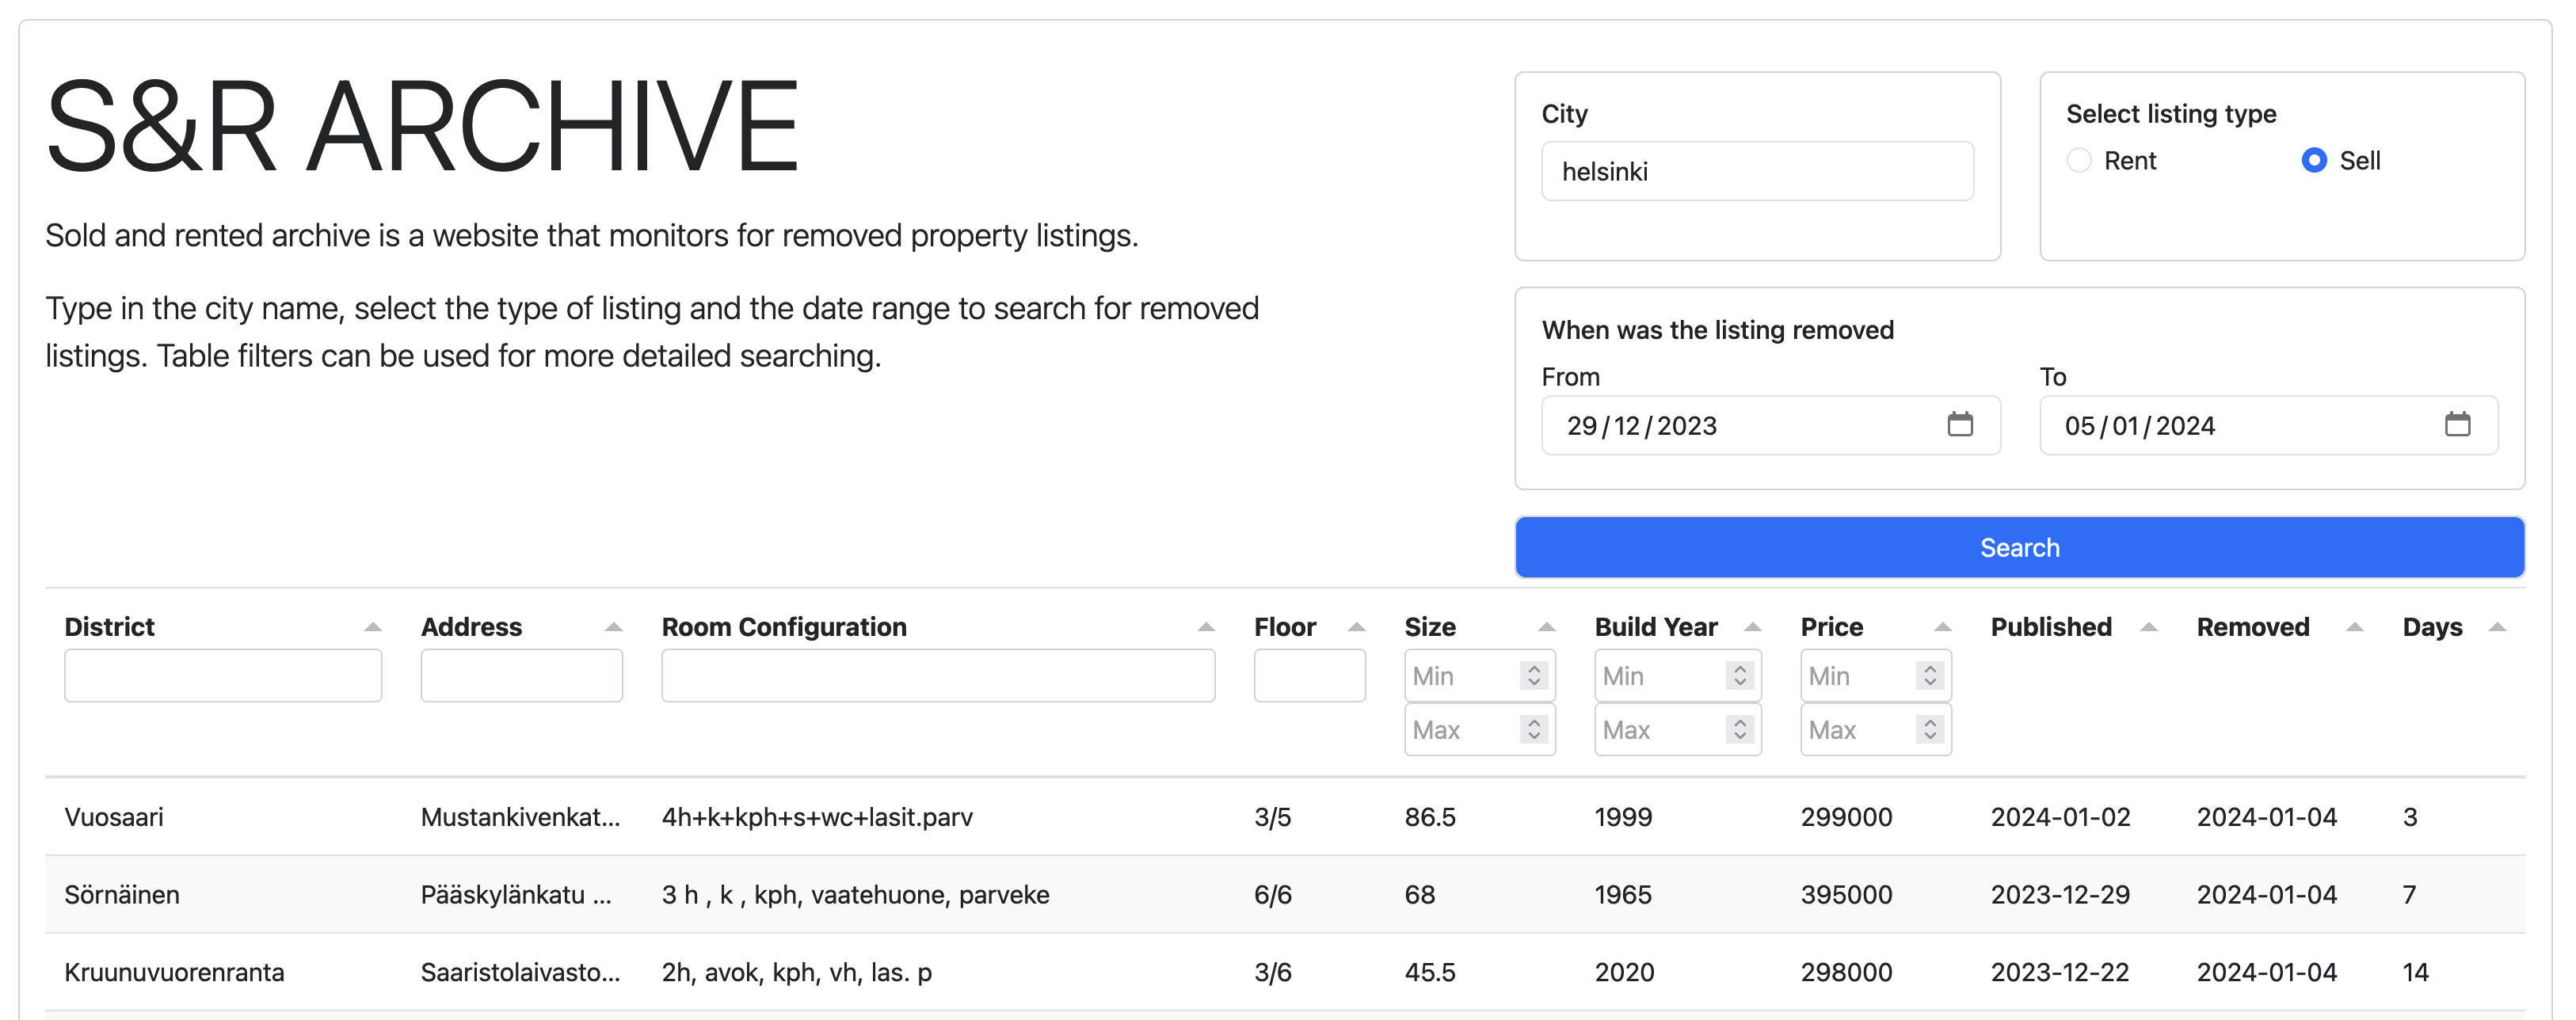 S&R ARCHIVE
Sold and rented archive is a website that monitors for removed property listings.
Type in the city name, select the type of listing and the date range to search for removed
listings. Table filters can be used for more detailed searching.
City
helsinki
Select listing type
Rent Sell
When was the listing removed
From To
29/12/2023 05/01/2024
Search
District Address Room Configuration Floor Size Build Year Price Published Removed Days
Min Min Min
Max Max Max
Vuosaari Mustankivenkat... 4h+k+kph+s+wc+lasit.parv 3/5 86.5 1999 299000 2024-01-02 2024-01-04 3
Sörnäinen Pääskylänkatu ... 3 h , k , kph, vaatehuone, parveke 6/6 68 1965 395000 2023-12-29 2024-01-04 7
Kruunuvuorenranta Saaristolaivasto... 2h, avok, kph, vh, las. p 3/6 45.5 2020 298000 2023-12-22 2024-01-04 14